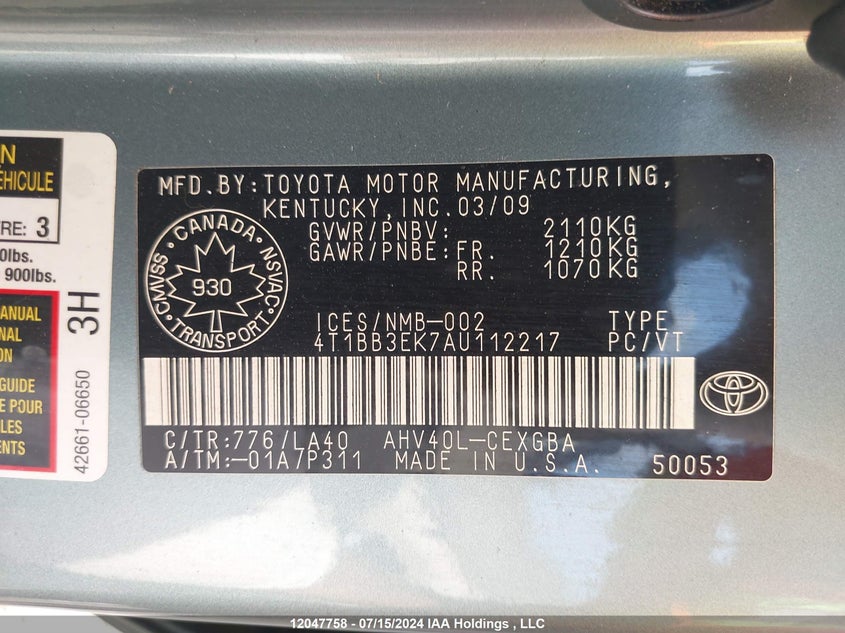 N
EHICULE
RE: 3
0lbs.
900lbs.
ANUAL
NAL
ION
GUIDE
E POUR
LES
ENTS
3H
42661-06650
MFD.BY:TOYOTA MOTOR MANUFACTURING,
KENTUCKY,INC.03/09
GVWR/PNBV: 2110KG
GAWR/PNBE: FR. 1210KG
RR. 1070KG
CANADA
CMVSS • NSVAC
930
TRANSPORT
ICES/NMB-002 TYPE
4T1BB3EK7AU112217 PC/VT
C/TR:776/LA40 AHV40L-CEXGBA
A/TM:-01A/P311 MADE IN U.S.A. 50053
12047758 - 07/15/2024 IAA Holdings , LLC